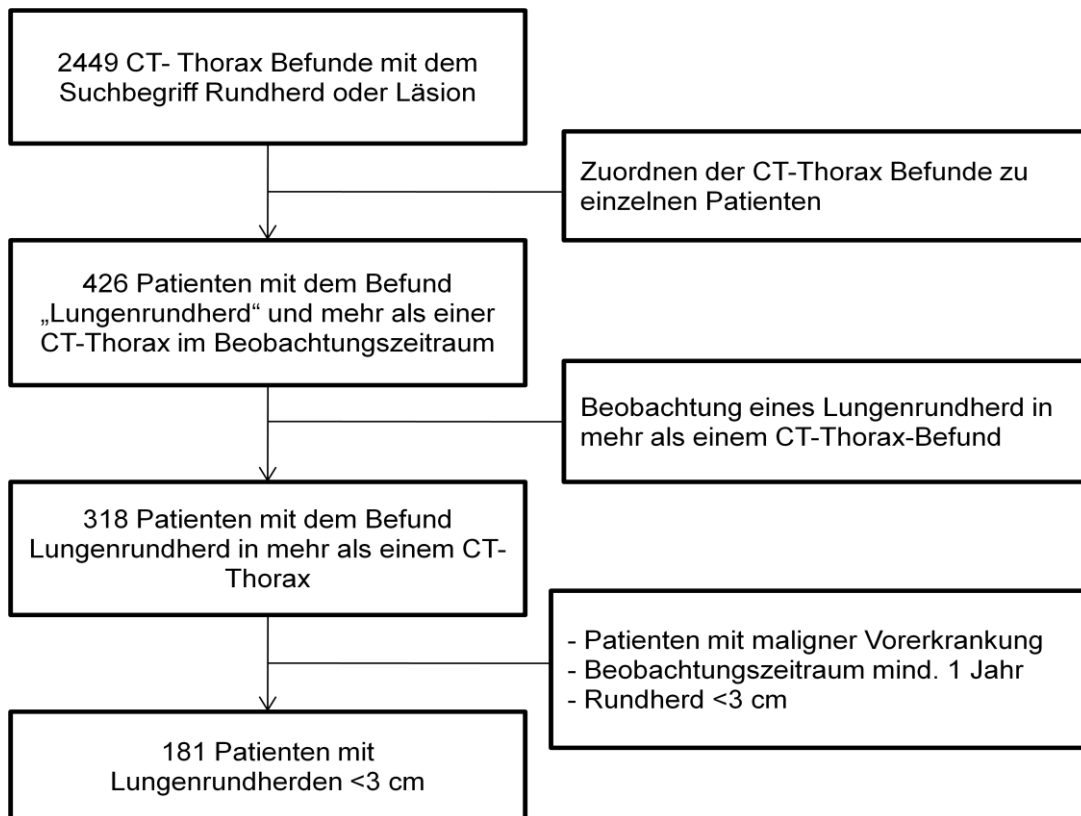 2449 CT- Thorax Befunde mit dem
Suchbegriff Rundherd oder Läsion
Zuordnen der CT-Thorax Befunde zu
einzelnen Patienten
426 Patienten mit dem Befund
„Lungenrundherd“ und mehr als einer
CT-Thorax im Beobachtungszeitraum
Beobachtung eines Lungenrundherd in
mehr als einem CT-Thorax-Befund
318 Patienten mit dem Befund
Lungenrundherd in mehr als einem CT-
Thorax
- Patienten mit maligner Vorerkrankung
- Beobachtungszeitraum mind. 1 Jahr
- Rundherd <3 cm
181 Patienten mit
Lungenrundherden <3 cm